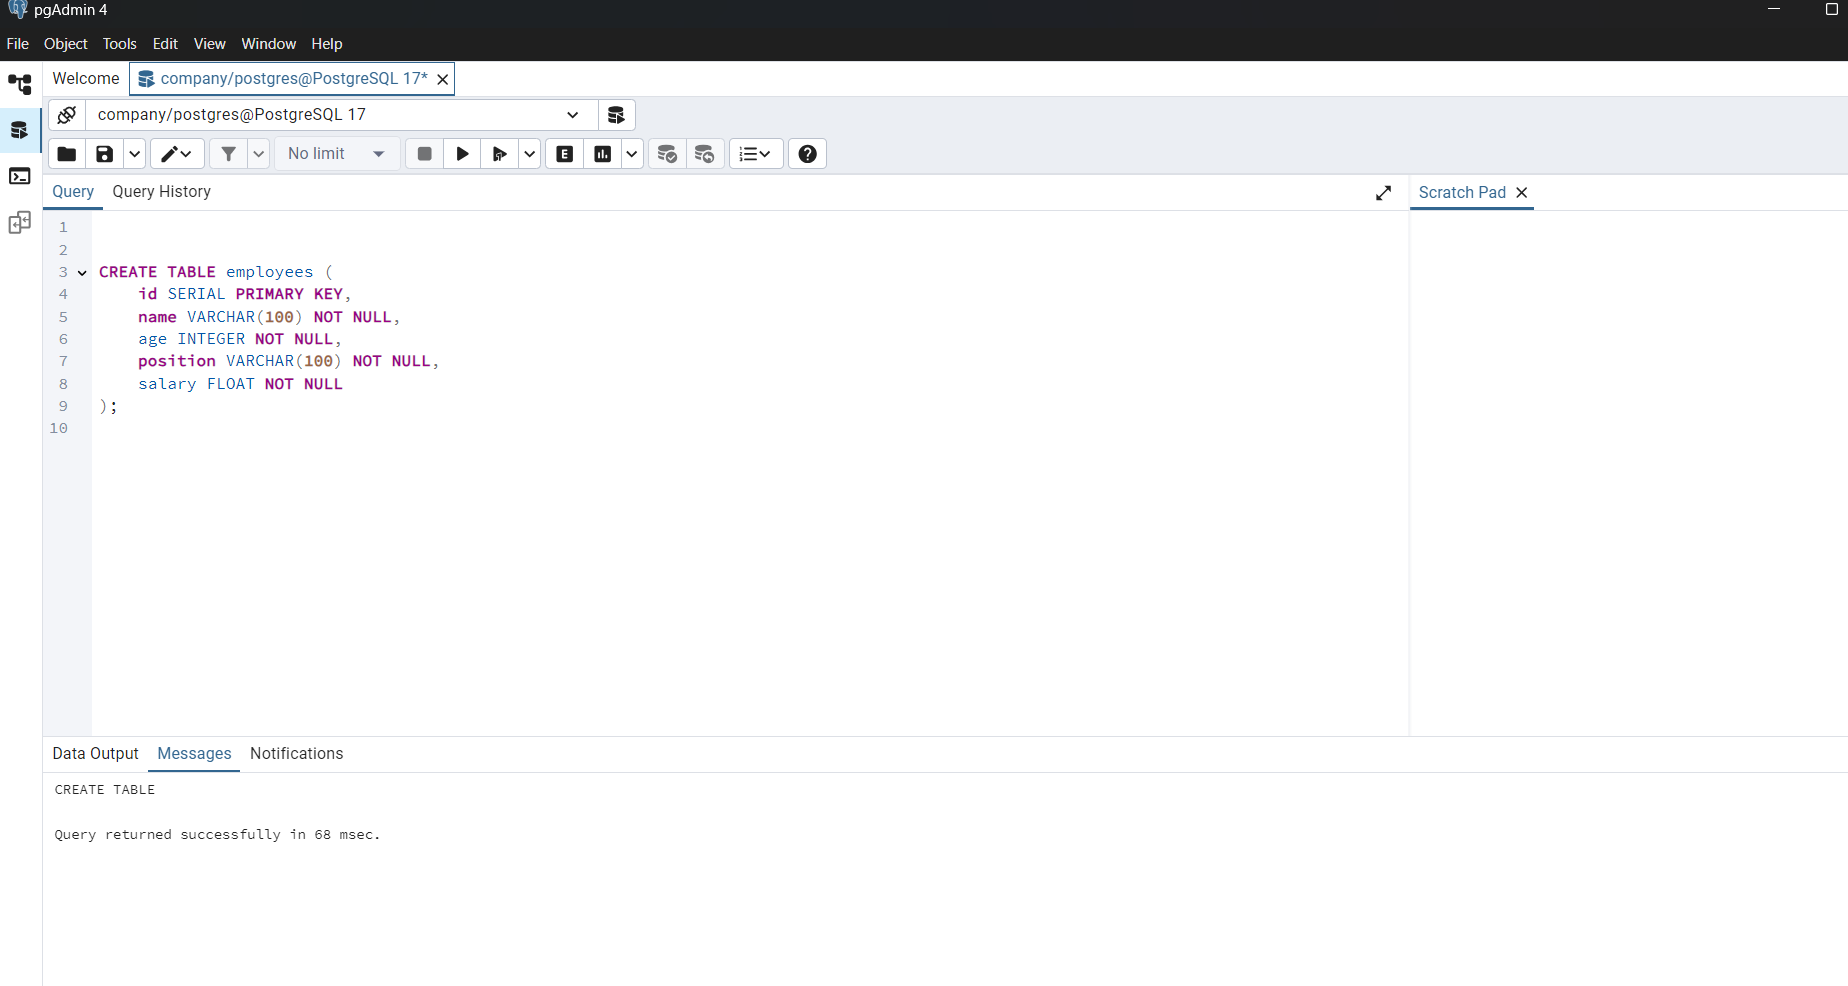 pgAdmin 4
File Object Tools Edit View Window Help
Welcome company/postgres@PostgreSQL 17*
company/postgres@PostgreSQL 17
No limit E
Query Query History Scratch Pad
1
2
3 CREATE TABLE employees (
4 id SERIAL PRIMARY KEY,
5 name VARCHAR(100) NOT NULL,
6 age INTEGER NOT NULL,
7 position VARCHAR(100) NOT NULL,
8 salary FLOAT NOT NULL
9 );
10
Data Output Messages Notifications
CREATE TABLE
Query returned successfully in 68 msec.